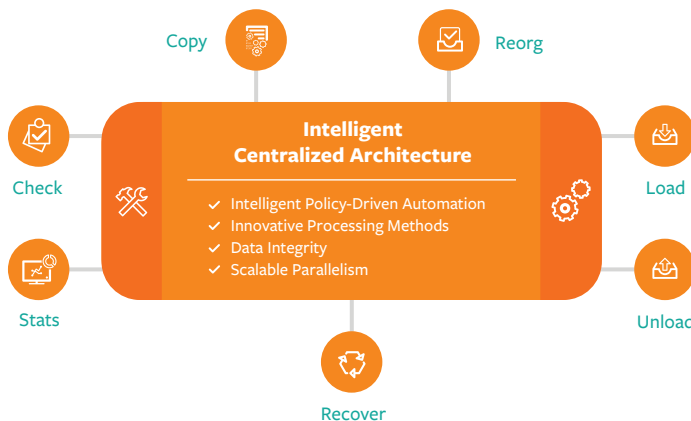 Copy
Reorg
Intelligent
Centralized Architecture
Check
Load
Intelligent Policy-Driven Automation
Innovative Processing Methods
Data Integrity
Scalable Parallelism
Stats
Unload
Recover